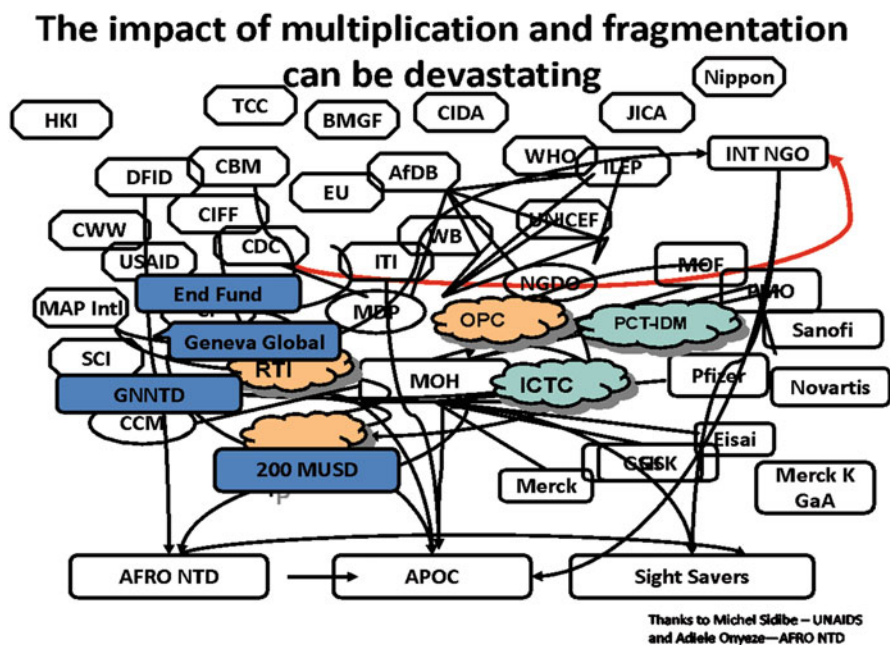 The impact of multiplication and fragmentation
can be devastating
Nippon
TCC
HKI
BMGF
CIDA
JICA
WHO
INT NGO
DFID
CBM
AfDB
ILEP
EU
CIFF
CWW
UNICEF
WB
CDC
USAID
ITI
MOF
NGDO
End Fund
MAP Intl
MDP
OPC
PCT-IDM
Sanofi
Geneva Global
SCI
RTI
MOH
ICTC
Pfizer
Novartis
GNNTD
CCM
Eisai
200 MUSD
Merck
Merck K
GaA
AFRO NTD
APOC
Sight Savers
Thanks to Michel Sidibe – UNAIDS
and Adiele Onyeze—AFRO NTD